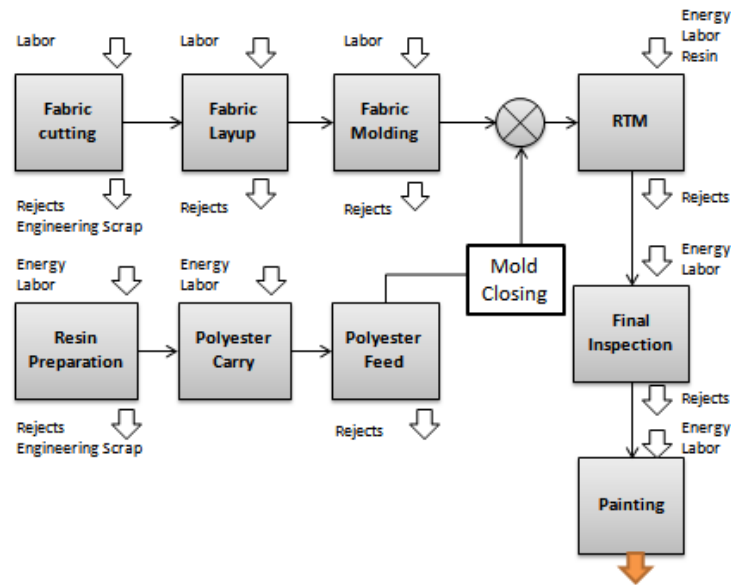 Labor
Labor
Labor
Energy
Labor
Resin
Fabric
cutting
Fabric
Layup
Fabric
Molding
RTM
Rejects
Engineering Scrap
Rejects
Rejects
Rejects
Energy
Labor
Energy
Labor
Mold
Closing
Energy
Labor
Resin
Preparation
Polyester
Carry
Polyester
Feed
Final
Inspection
Rejects
Engineering Scrap
Rejects
Rejects
Energy
Labor
Painting